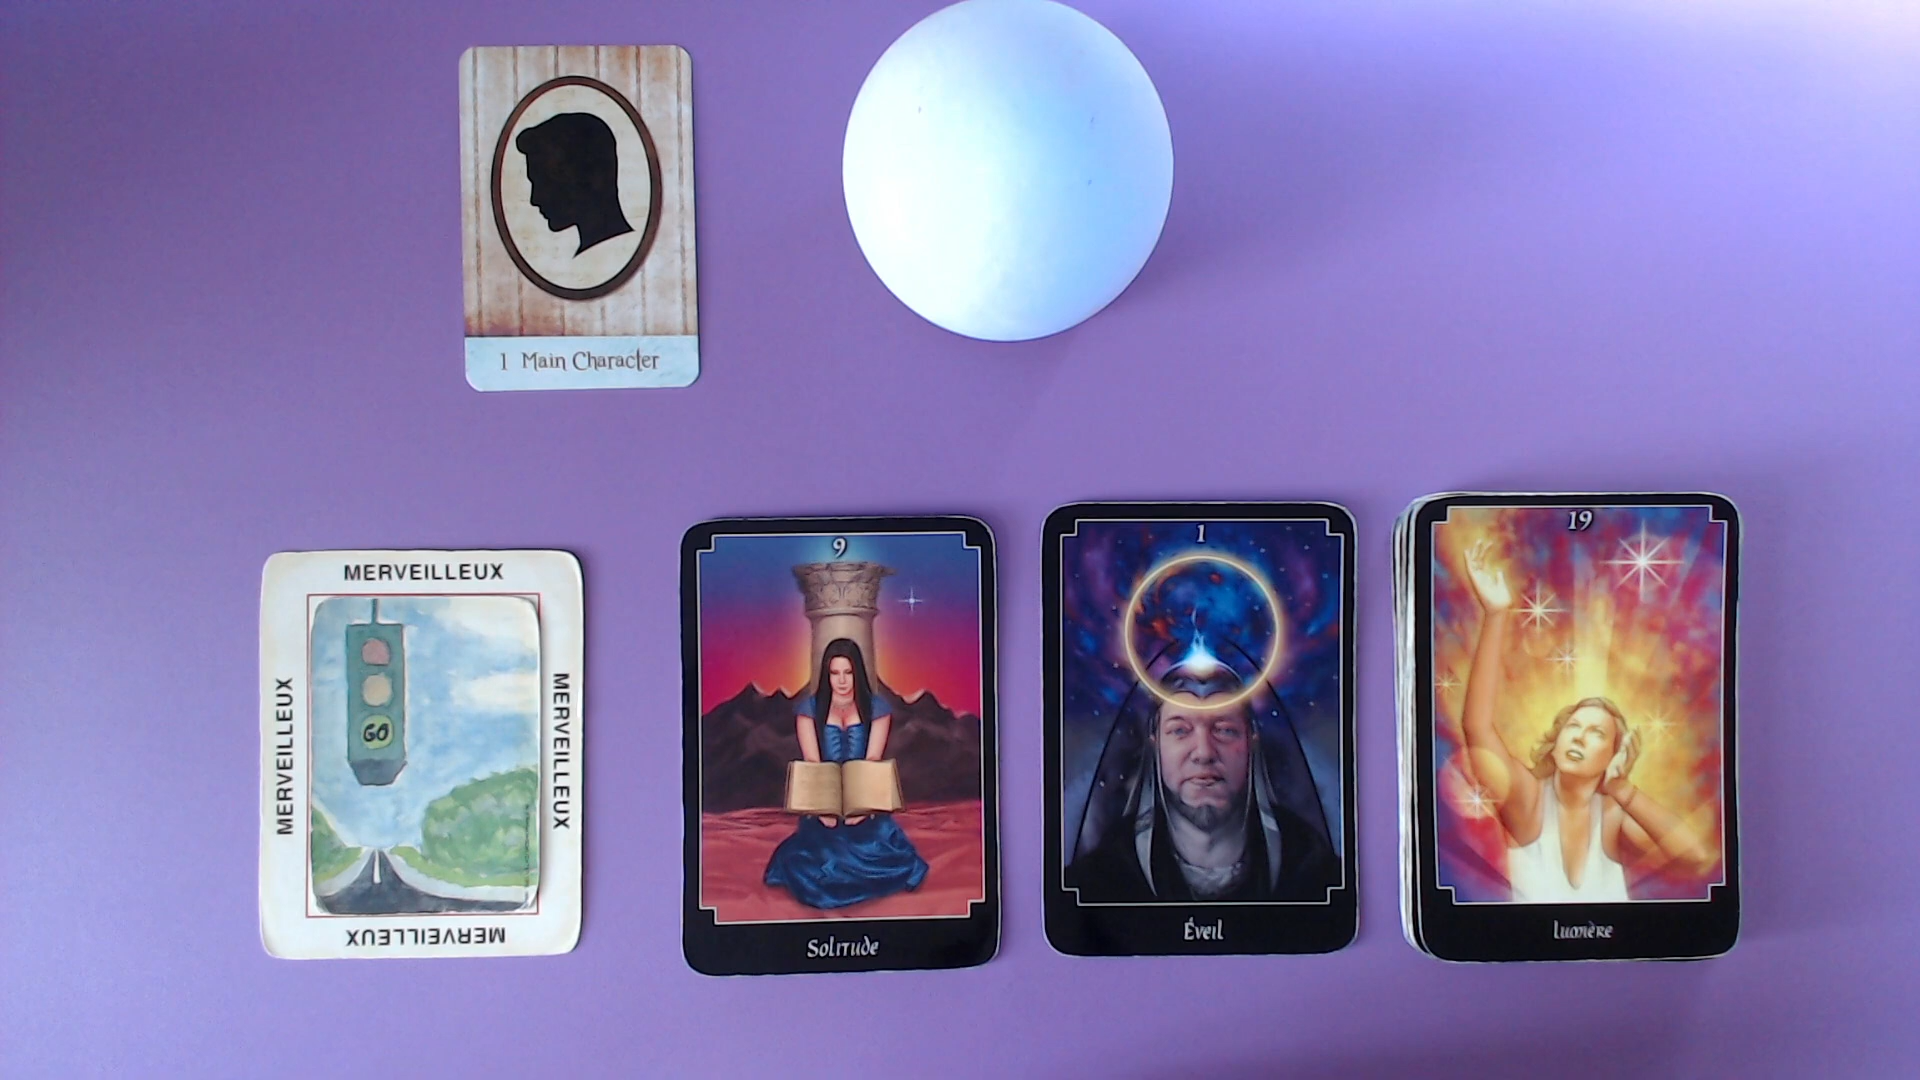 1 Main Character
MERVEILLEUX
MERVEILLEUX
GO
MERVEILLEUX
MERVEILLEUX
9
Solitude
1
Éveil
19
Lumière